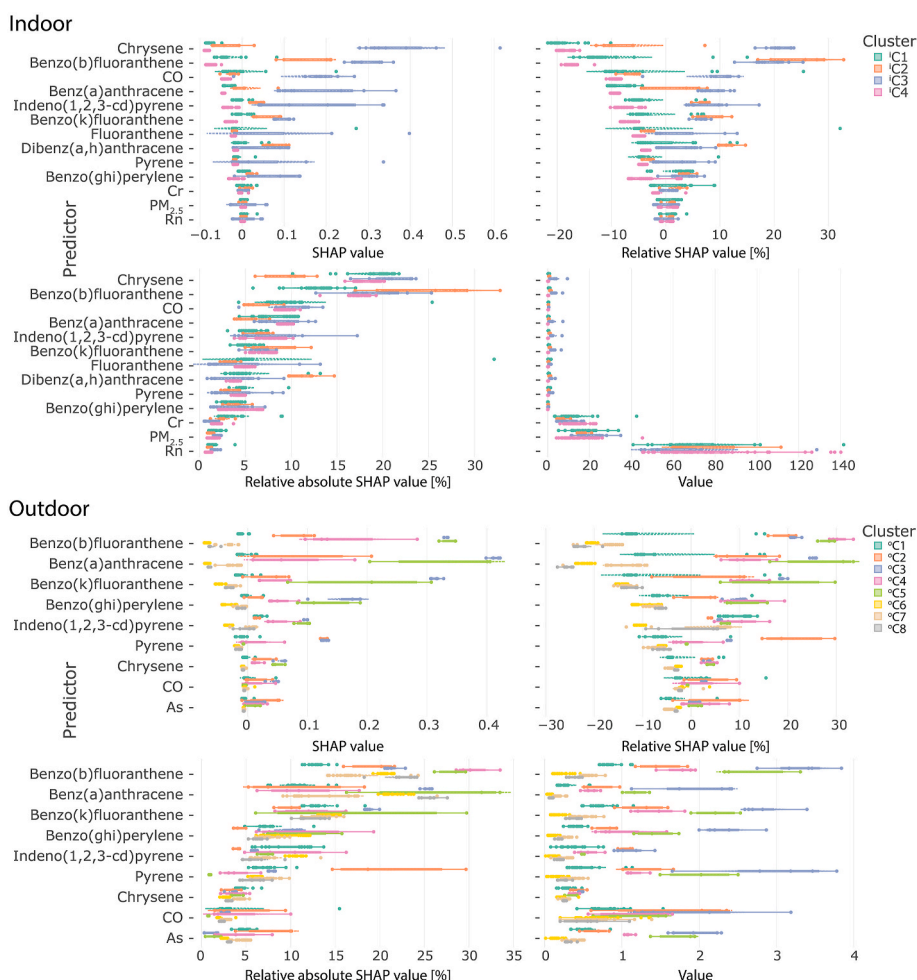 Indoor
Chrysene
Benzo(b)fluoranthene
CO
Benz(a)anthracene
Indeno(1,2,3-cd)pyrene
Benzo(k)fluoranthene
Fluoranthene
Dibenz(a,h)anthracene
Pyrene
Benzo(ghi)perylene
Cr
PM2.5
Rn
−0.1 0 0.1 0.2 0.3 0.4 0.5 0.6
SHAP value
−20 −10 0 10 20 30
Relative SHAP value [%]
Cluster
iC1
iC2
iC3
iC4
Predictor
Chrysene
Benzo(b)fluoranthene
CO
Benz(a)anthracene
Indeno(1,2,3-cd)pyrene
Benzo(k)fluoranthene
Fluoranthene
Dibenz(a,h)anthracene
Pyrene
Benzo(ghi)perylene
Cr
PM2.5
Rn
0 5 10 15 20 25 30
Relative absolute SHAP value [%]
0 20 40 60 80 100 120 140
Value
Outdoor
Benzo(b)fluoranthene
Benz(a)anthracene
Benzo(k)fluoranthene
Benzo(ghi)perylene
Indeno(1,2,3-cd)pyrene
Pyrene
Chrysene
CO
As
0 0.1 0.2 0.3 0.4
SHAP value
−30 −20 −10 0 10 20 30
Relative SHAP value [%]
Cluster
oC1
oC2
oC3
oC4
oC5
oC6
oC7
oC8
Predictor
Benzo(b)fluoranthene
Benz(a)anthracene
Benzo(k)fluoranthene
Benzo(ghi)perylene
Indeno(1,2,3-cd)pyrene
Pyrene
Chrysene
CO
As
0 5 10 15 20 25 30 35
Relative absolute SHAP value [%]
0 1 2 3 4
Value